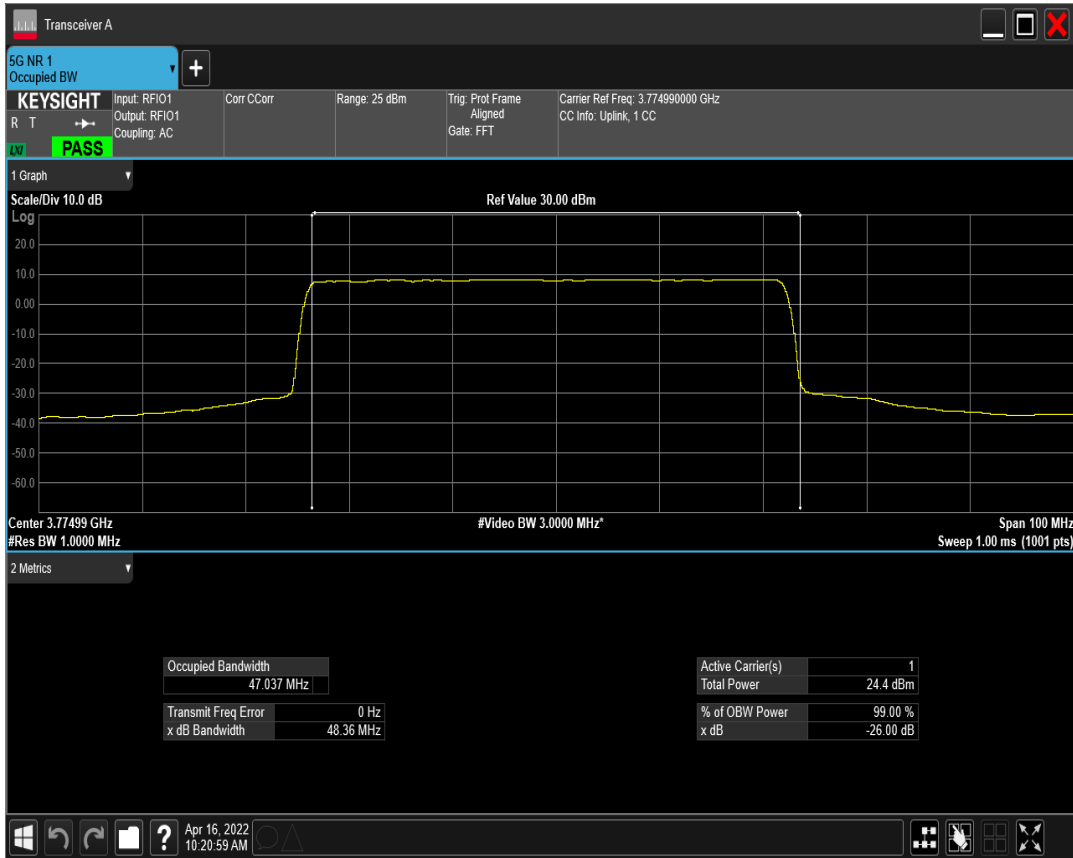 Transceiver A
5G NR 1
Occupied BW
KEYSIGHT
R T
LXI
PASS
Input: RFIO1
Output: RFIO1
Coupling: AC
Corr CCorr
Range: 25 dBm
Trig: Prot Frame
Aligned
Gate: FFT
Carrier Ref Freq: 3.774990000 GHz
CC Info: Uplink, 1 CC
1 Graph
Scale/Div 10.0 dB
Ref Value 30.00 dBm
Log
20.0
10.0
0.00
-10.0
-20.0
-30.0
-40.0
-50.0
-60.0
Center 3.77499 GHz
#Video BW 3.0000 MHz*
Span 100 MHz
#Res BW 1.0000 MHz
Sweep 1.00 ms (1001 pts)
2 Metrics
Occupied Bandwidth
47.037 MHz
Transmit Freq Error 0 Hz
x dB Bandwidth 48.36 MHz
Active Carrier(s) 1
Total Power 24.4 dBm
% of OBW Power 99.00 %
x dB -26.00 dB
Apr 16, 2022
10:20:59 AM